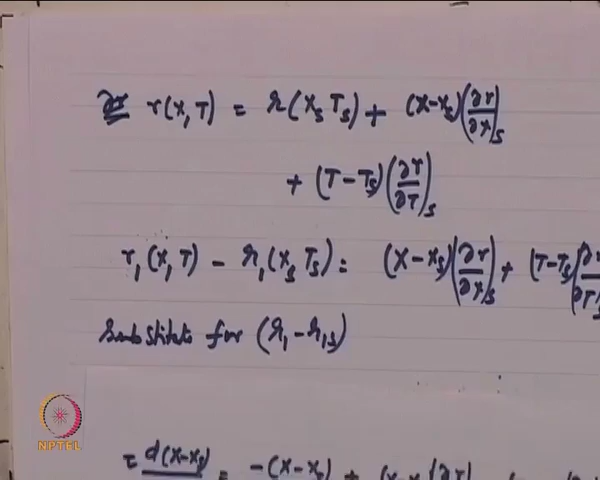 r(x,T) = r(x_s T_s) + (x-x_s)(∂r/∂x)_s
+ (T-T_s)(∂r/∂T)_s
r_1(x,T) - r_1(x_s T_s) = (x-x_s)(∂r/∂x)_s + (T-T_s)(∂r/∂T)_s
Substitute for (r_1-r_1s)
τ d(x-x_s) = -(x-x_s) +
NPTEL